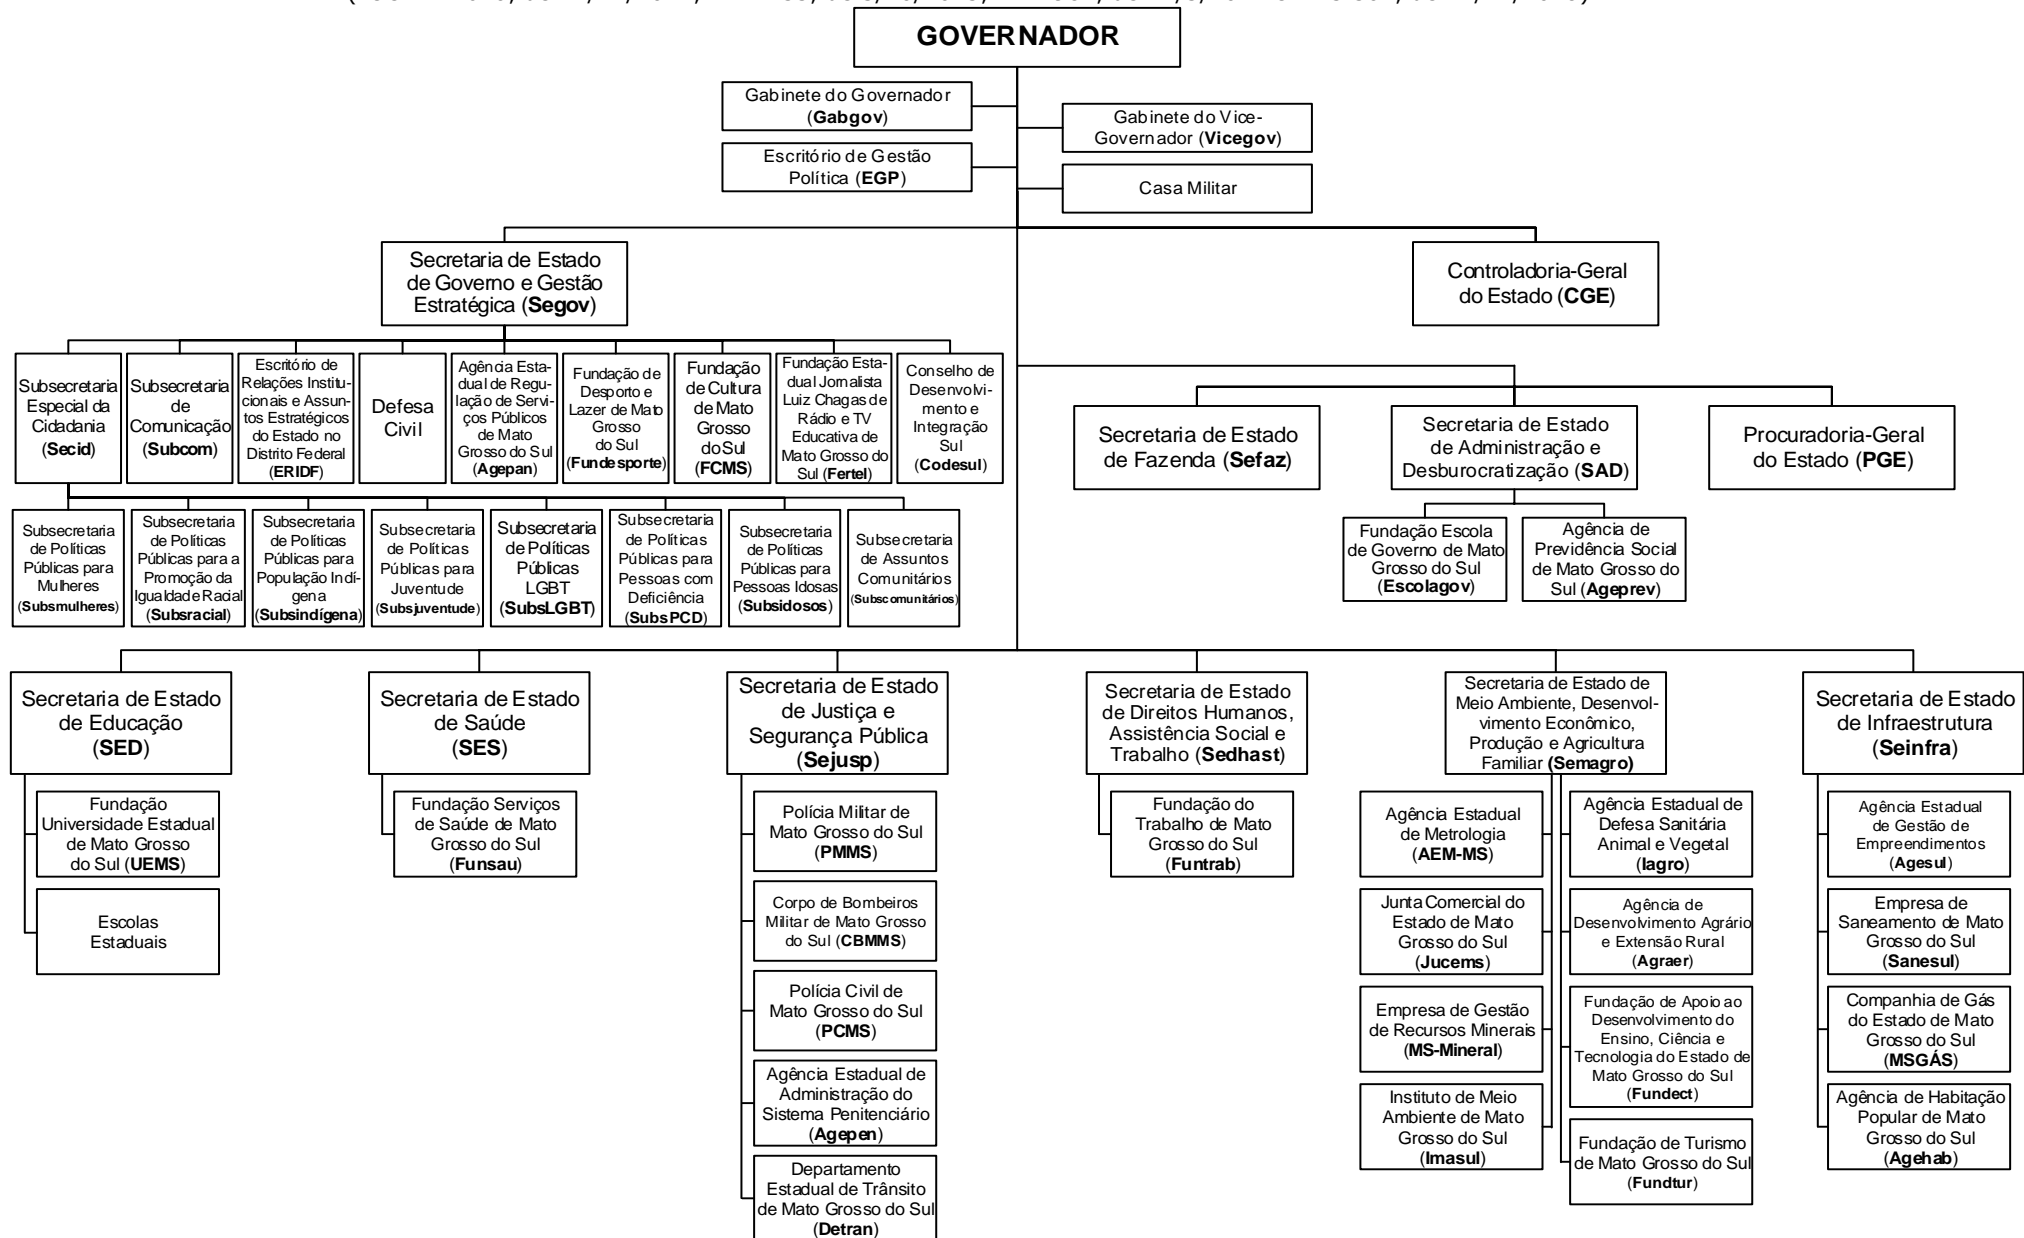 GOVERNADOR
Gabinete do Governador
(Gabgov)
Gabinete do Vice-
Governador (Vicegov)
Escritório de Gestão
Política (EGP)
Casa Militar
Secretaria de Estado
de Governo e Gestão
Estratégica (Segov)
Controladoria-Geral
do Estado (CGE)
Subsecretaria
Especial da
Cidadania
(Secid)
Subsecretaria
de
Comunicação
(Subcom)
Escritório de
Relações Institu-
cionais e Assun-
tos Estratégicos
do Estado no
Distrito Federal
(ERIDF)
Defesa
Civil
Agência Esta-
dual de Regu-
lação de Servi-
ços Públicos
de Mato
Grosso do Sul
(Agepan)
Fundação de
Desporto e
Lazer de Mato
Grosso
do Sul
(Fundesporte)
Fundação
de Cultura
de Mato
Grosso
do Sul
(FCMS)
Fundação Esta-
dual Jornalista
Luiz Chagas de
Rádio e TV
Educativa de
Mato Grosso do
Sul (Fertel)
Conselho de
Desenvolvi-
mento e
Integração
Sul
(Codesul)
Secretaria de Estado
de Fazenda (Sefaz)
Secretaria de Estado
de Administração e
Desburocratização (SAD)
Procuradoria-Geral
do Estado (PGE)
Subsecretaria
de Políticas
Públicas para
Mulheres
(Subsmulheres)
Subsecretaria
de Políticas
Públicas para a
Promoção da
Igualdade Racial
(Subsracial)
Subsecretaria
de Políticas
Públicas para
População Indí-
gena
(Subsindígena)
Subsecretaria
de Políticas
Públicas para
Juventude
(Subsjuventude)
Subsecretaria
de Políticas
Públicas
LGBT
(SubsLGBT)
Subsecretaria
de Políticas
Públicas para
Pessoas com
Deficiência
(SubsPCD)
Subsecretaria
de Políticas
Públicas para
Pessoas Idosas
(Subsidosos)
Subsecretaria
de Assuntos
Comunitários
(Subscomunitários)
Fundação Escola
de Governo de Mato
Grosso do Sul
(Escolagov)
Agência de
Previdência Social
de Mato Grosso do
Sul (Ageprev)
Secretaria de Estado
de Educação
(SED)
Secretaria de Estado
de Saúde
(SES)
Secretaria de Estado
de Justiça e
Segurança Pública
(Sejusp)
Secretaria de Estado
de Direitos Humanos,
Assistência Social e
Trabalho (Sedhast)
Secretaria de Estado de
Meio Ambiente, Desenvol-
vimento Econômico,
Produção e Agricultura
Familiar (Semagro)
Secretaria de Estado
de Infraestrutura
(Seinfra)
Fundação
Universidade Estadual
de Mato Grosso
do Sul (UEMS)
Escolas
Estaduais
Fundação Serviços
de Saúde de Mato
Grosso do Sul
(Funsau)
Polícia Militar de
Mato Grosso do Sul
(PMMS)
Corpo de Bombeiros
Militar de Mato Grosso
do Sul (CBMMS)
Polícia Civil de
Mato Grosso do Sul
(PCMS)
Agência Estadual de
Administração do
Sistema Penitenciário
(Agepen)
Departamento
Estadual de Trânsito
de Mato Grosso do Sul
(Detran)
Fundação do
Trabalho de Mato
Grosso do Sul
(Funtrab)
Agência Estadual
de Metrologia
(AEM-MS)
Junta Comercial do
Estado de Mato
Grosso do Sul
(Jucems)
Empresa de Gestão
de Recursos Minerais
(MS-Mineral)
Instituto de Meio
Ambiente de Mato
Grosso do Sul
(Imasul)
Agência Estadual de
Defesa Sanitária
Animal e Vegetal
(Iagro)
Agência de
Desenvolvimento Agrário
e Extensão Rural
(Agraer)
Fundação de Apoio ao
Desenvolvimento do
Ensino, Ciência e
Tecnologia do Estado de
Mato Grosso do Sul
(Fundect)
Fundação de Turismo
de Mato Grosso do Sul
(Fundtur)
Agência Estadual
de Gestão de
Empreendimentos
(Agesul)
Empresa de
Saneamento de Mato
Grosso do Sul
(Sanesul)
Companhia de Gás
do Estado de Mato
Grosso do Sul
(MSGÁS)
Agência de Habitação
Popular de Mato
Grosso do Sul
(Agehab)